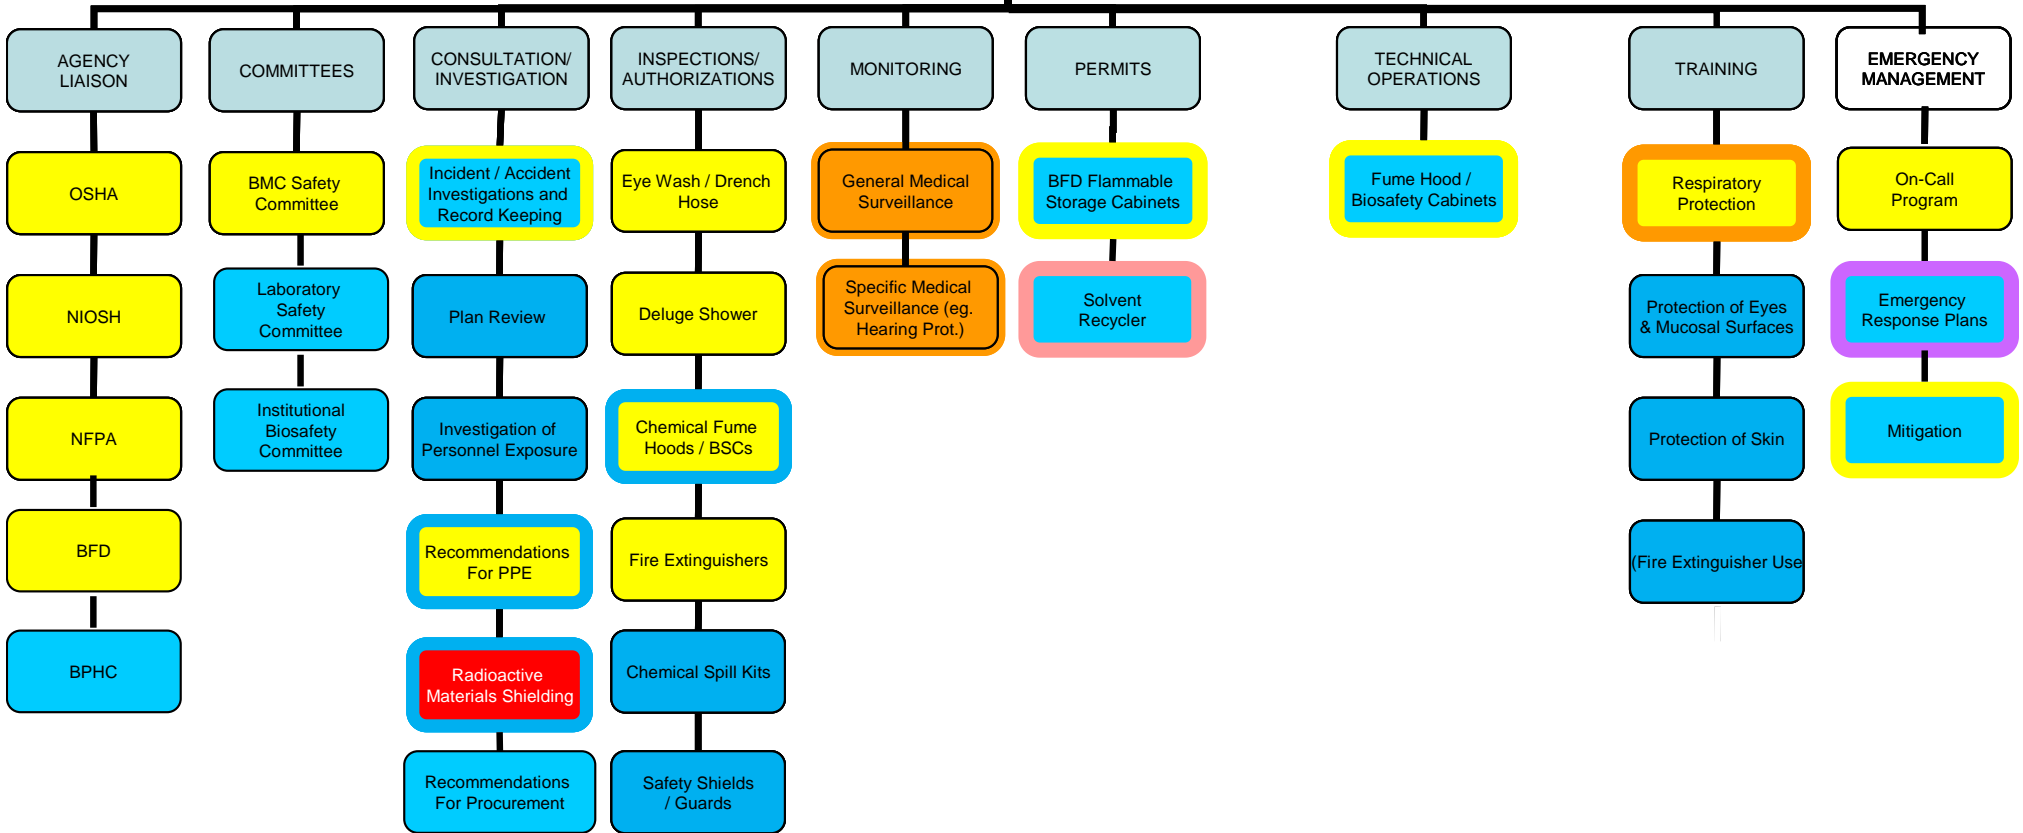 AGENCY
LIAISON
COMMITTEES
CONSULTATION/
INVESTIGATION
INSPECTIONS/
AUTHORIZATIONS
MONITORING
PERMITS
TECHNICAL
OPERATIONS
TRAINING
EMERGENCY
MANAGEMENT
OSHA
NIOSH
NFPA
BFD
BPHC
BMC Safety
Committee
Laboratory
Safety
Committee
Institutional
Biosafety
Committee
Incident / Accident
Investigations and
Record Keeping
Plan Review
Investigation of
Personnel Exposure
Recommendations
For PPE
Radioactive
Materials Shielding
Recommendations
For Procurement
Eye Wash / Drench
Hose
Deluge Shower
Chemical Fume
Hoods / BSCs
Fire Extinguishers
Chemical Spill Kits
Safety Shields
/ Guards
General Medical
Surveillance
Specific Medical
Surveillance (eg.
Hearing Prot.)
BFD Flammable
Storage Cabinets
Solvent
Recycler
Fume Hood /
Biosafety Cabinets
Respiratory
Protection
Protection of Eyes
& Mucosal Surfaces
Protection of Skin
(Fire Extinguisher Use
On-Call
Program
Emergency
Response Plans
Mitigation